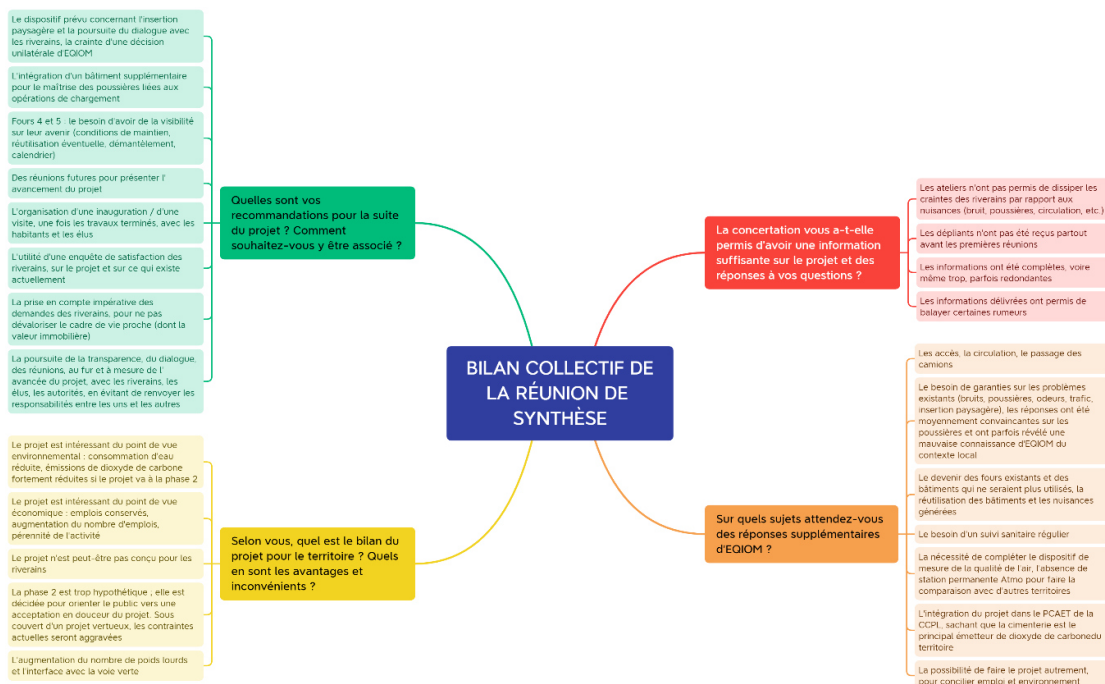 Le dispositif prévu concernant l'insertion
paysagère et la poursuite du dialogue avec
les riverains, la crainte d'une décision
unilatérale d'EQIOM
L'intégration d'un bâtiment supplémentaire
pour le maîtrise des poussières liées aux
opérations de chargement
Fours 4 et 5 : le besoin d'avoir de la visibilité
sur leur avenir (conditions de maintien,
réutilisation éventuelle, démantèlement,
calendrier)
Des réunions futures pour présenter l'
avancement du projet
L'organisation d'une inauguration / d'une
visite, une fois les travaux terminés, avec les
habitants et les élus
L'utilité d'une enquête de satisfaction des
riverains, sur le projet et sur ce qui existe
actuellement
La prise en compte impérative des
demandes des riverains, pour ne pas
dévaloriser le cadre de vie proche (dont la
valeur immobilière)
La poursuite de la transparence, du dialogue,
des réunions, au fur et à mesure de l'
avancée du projet, avec les riverains, les
élus, les autorités, en évitant de renvoyer les
responsabilités entre les uns et les autres
Quelles sont vos
recommandations pour la suite
du projet ? Comment
souhaitez-vous y être associé ?
Le projet est intéressant du point de vue
environnemental : consommation d'eau
réduite, émissions de dioxyde de carbone
fortement réduites si le projet va à la phase 2
Le projet est intéressant du point de vue
économique : emplois conservés,
augmentation du nombre d'emplois,
pérennité de l'activité
Le projet n'est peut-être pas conçu pour les
riverains
La phase 2 est trop hypothétique ; elle est
décidée pour orienter le public vers une
acceptation en douceur du projet. Sous
couvert d'un projet vertueux, les contraintes
actuelles seront aggravées
L'augmentation du nombre de poids lourds
et l'interface avec la voie verte
Selon vous, quel est le bilan du
projet pour le territoire ? Quels
en sont les avantages et
inconvénients ?
BILAN COLLECTIF DE
LA RÉUNION DE
SYNTHÈSE
La concertation vous a-t-elle
permis d'avoir une information
suffisante sur le projet et des
réponses à vos questions ?
Les ateliers n'ont pas permis de dissiper les
craintes des riverains par rapport aux
nuisances (bruit, poussières, circulation, etc.)
Les dépliants n'ont pas été reçus partout
avant les premières réunions
Les informations ont été complètes, voire
même trop, parfois redondantes
Les informations délivrées ont permis de
balayer certaines rumeurs
Sur quels sujets attendez-vous
des réponses supplémentaires
d'EQIOM ?
Les accès, la circulation, le passage des
camions
Le besoin de garanties sur les problèmes
existants (bruits, poussières, odeurs, trafic,
insertion paysagère), les réponses ont été
moyennement convaincantes sur les
poussières et ont parfois révélé une
mauvaise connaissance d'EQIOM du
contexte local
Le devenir des fours existants et des
bâtiments qui ne seraient plus utilisés, la
réutilisation des bâtiments et les nuisances
générées
Le besoin d'un suivi sanitaire régulier
La nécessité de compléter le dispositif de
mesure de la qualité de l'air, l'absence de
station permanente Atmo pour faire la
comparaison avec d'autres territoires
L'intégration du projet dans le PCAET de la
CCPL, sachant que la cimenterie est le
principal émetteur de dioxyde de carbonedu
territoire
La possibilité de faire le projet autrement,
pour concilier emploi et environnement